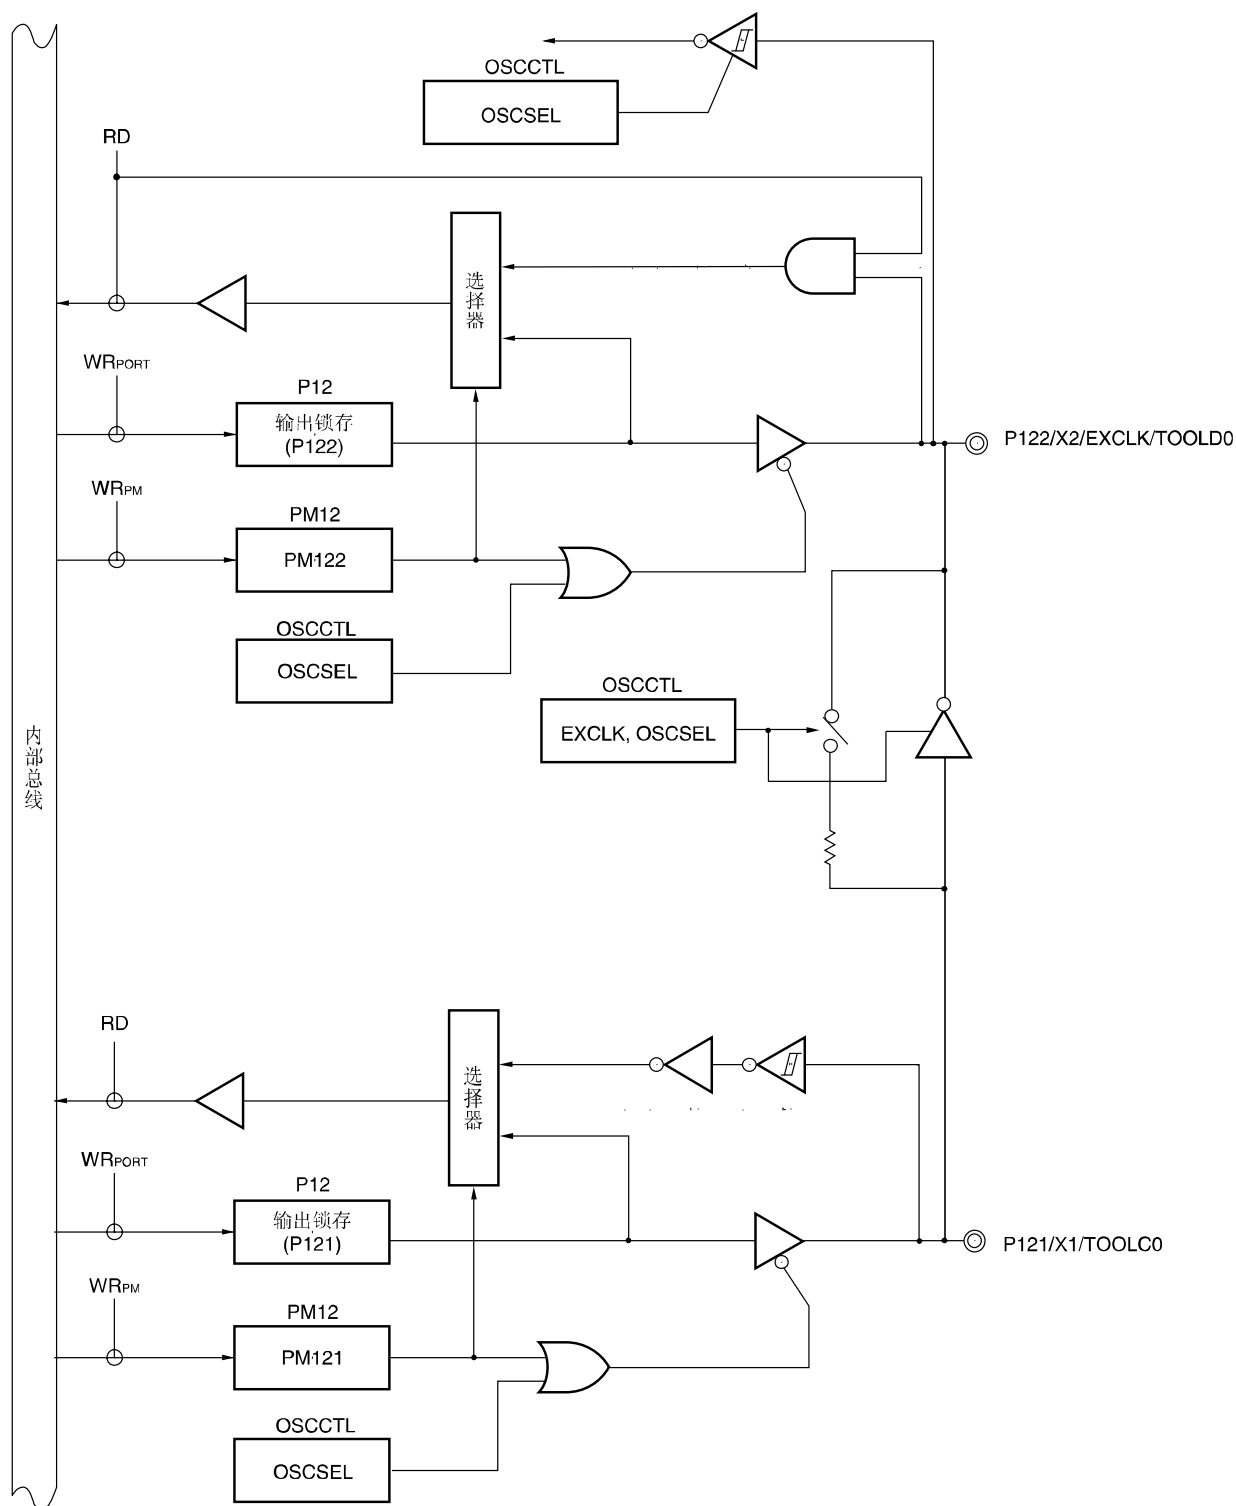 OSCCTL
OSCSEL
RD
选择器
WRPORT
P12
输出锁存
(P122)
P122/X2/EXCLK/TOOLD0
WRPM
PM12
PM122
OSCCTL
OSCSEL
OSCCTL
EXCLK, OSCSEL
内部总线
RD
选择器
WRPORT
P12
输出锁存
(P121)
P121/X1/TOOLC0
WRPM
PM12
PM121
OSCCTL
OSCSEL